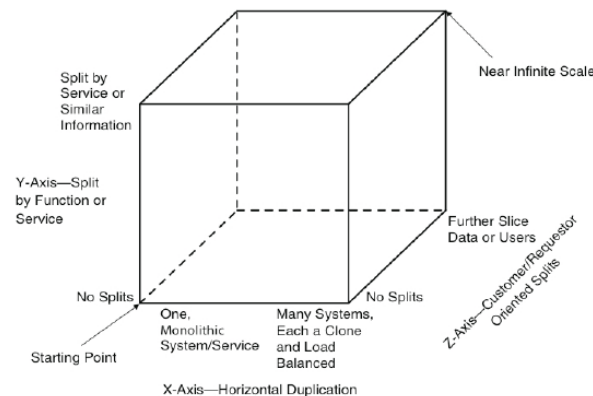 Near Infinite Scale
Split by
Service or
Similar
Information
Y-Axis—Split
by Function or
Service
Further Slice
Data or Users
Z-Axis—Customer/Requestor
Oriented Splits
No Splits
No Splits
One,
Monolithic
System/Service
Many Systems,
Each a Clone
and Load
Balanced
Starting Point
X-Axis—Horizontal Duplication